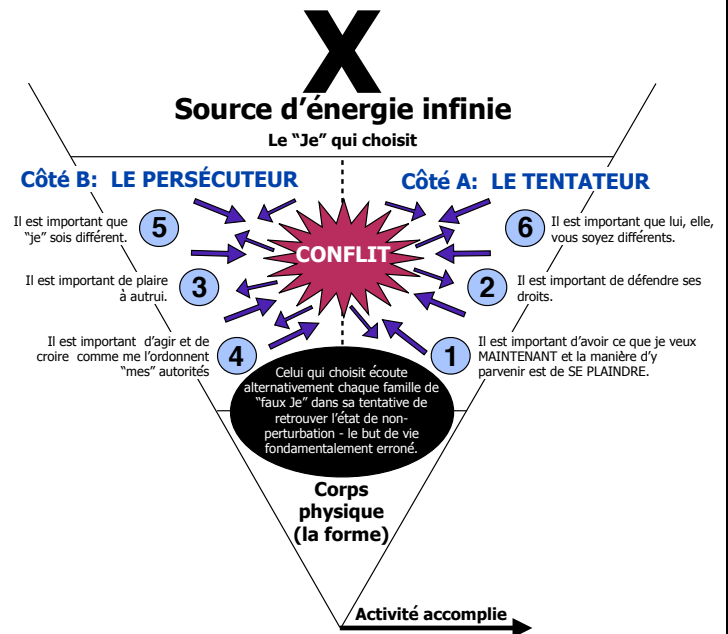 X
Source d’énergie infinie
Le “Je” qui choisit
Côté B: LE PERSÉCUTEUR
Côté A: LE TENTATEUR
Il est important que
“je” sois différent.
5
6
Il est important que lui, elle,
vous soyez différents.
CONFLIT
Il est important de plaire
à autrui.
3
2
Il est important de défendre ses
droits.
Il est important d’agir et de
croire comme me l’ordonnent
“mes” autorités
4
1
Il est important d’avoir ce que je veux
MAINTENANT et la manière d’y
parvenir est de SE PLAINDRE.
Celui qui choisit écoute
alternativement chaque famille de
“faux Je” dans sa tentative de
retrouver l’état de non-
perturbation - le but de vie
fondamentalement erroné.
Corps
physique
(la forme)
Activité accomplie